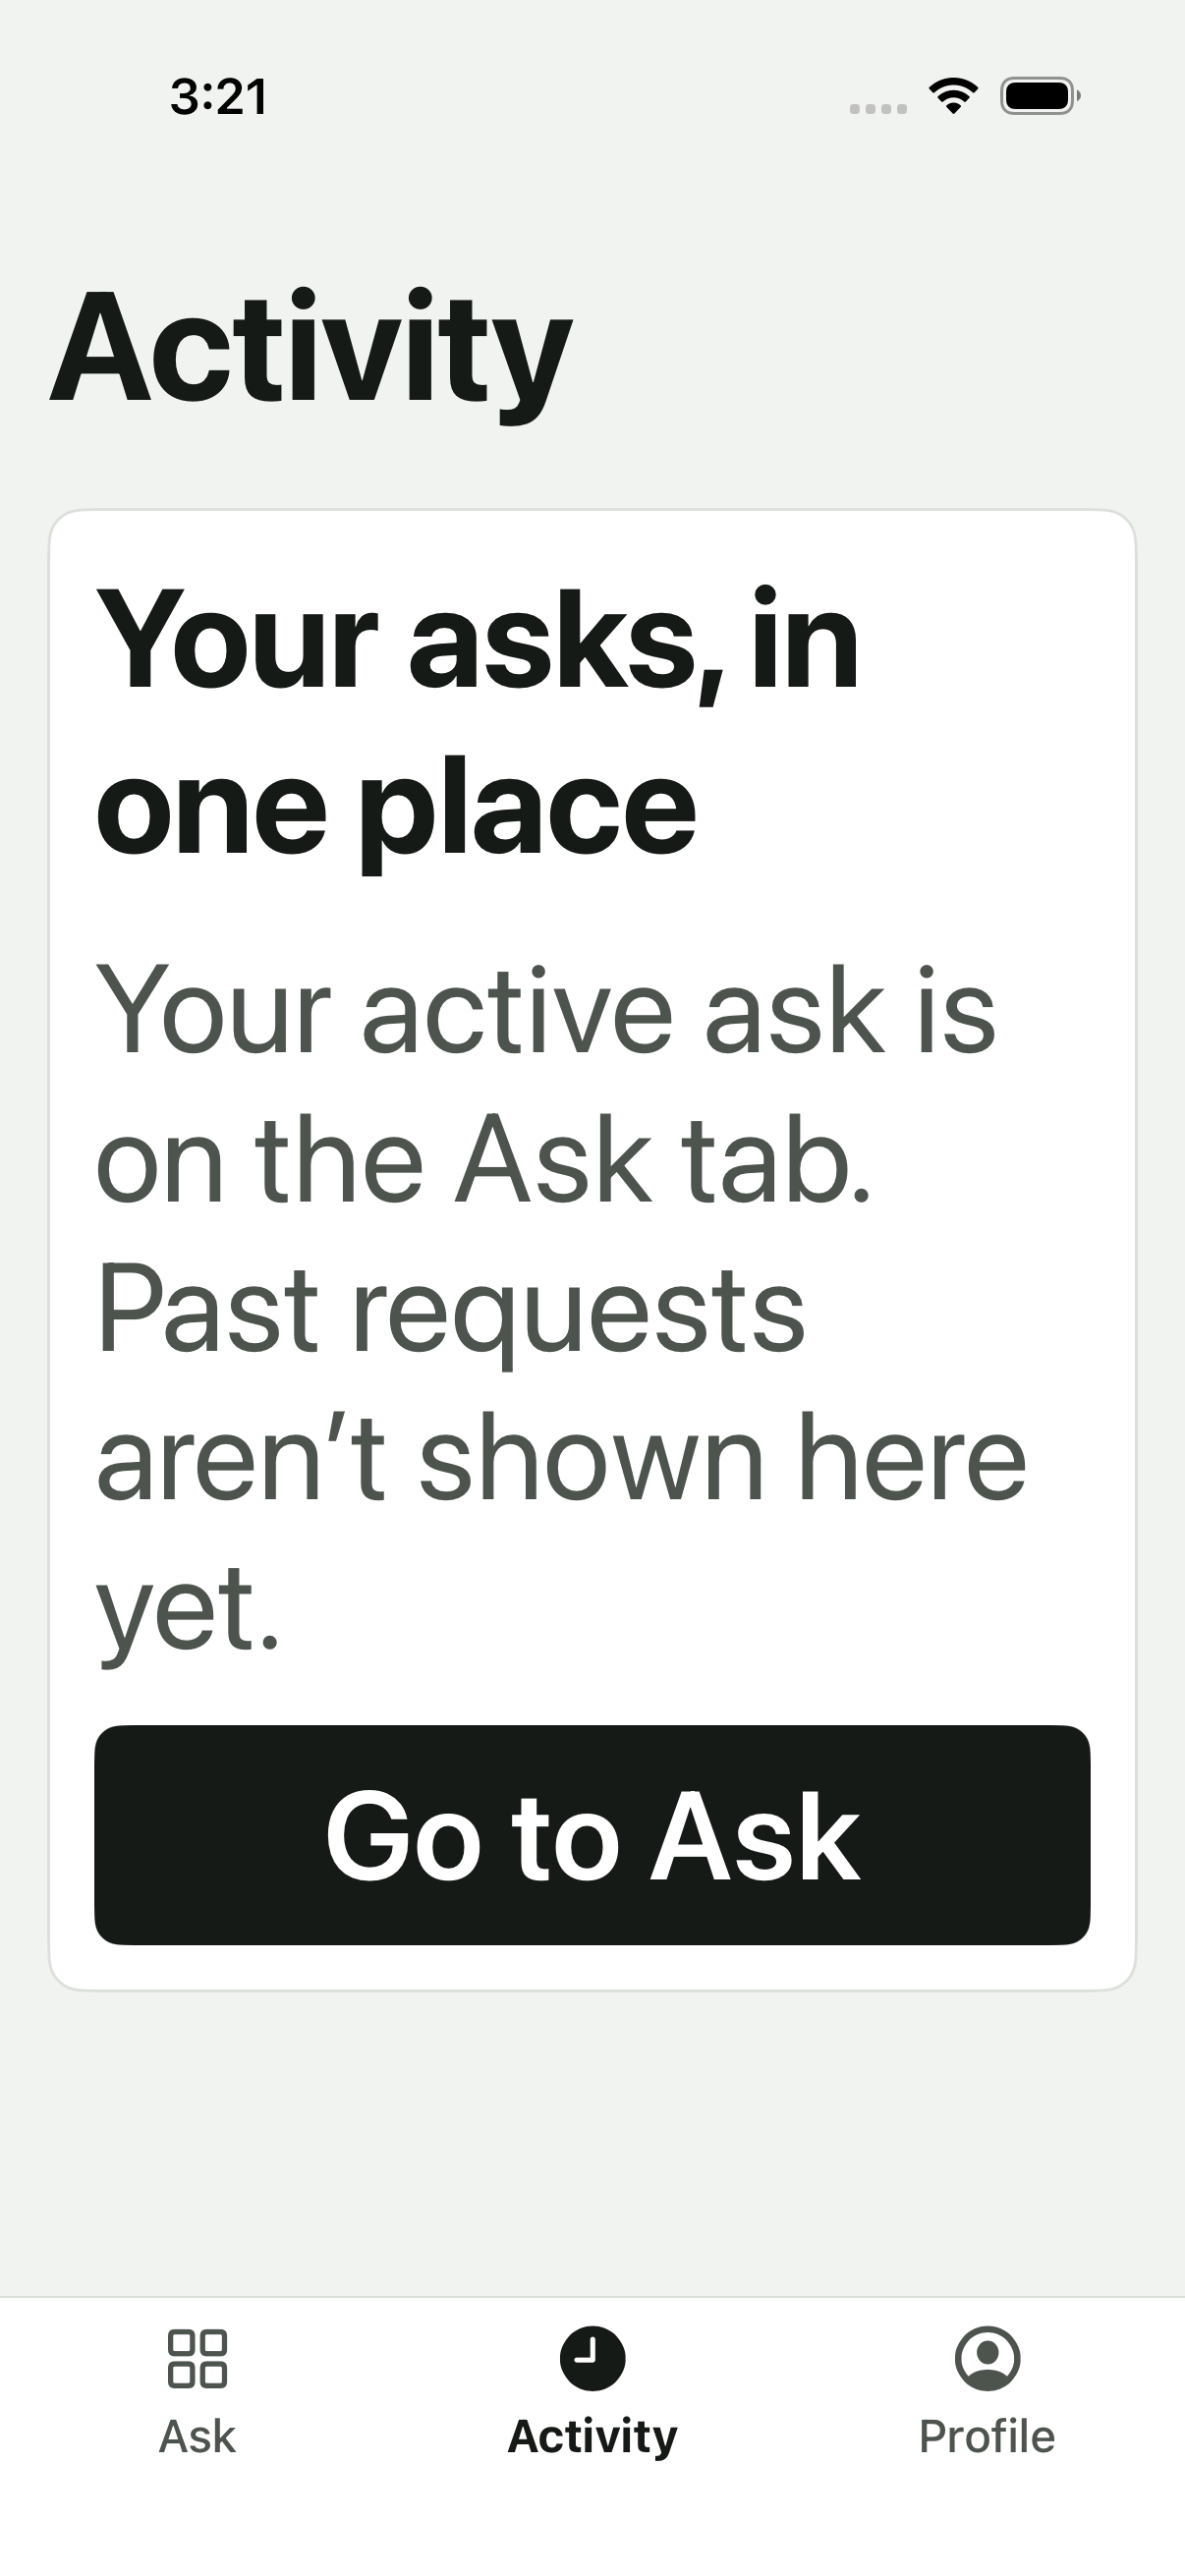 3:21
Activity
Your asks, in
one place
Your active ask is
on the Ask tab.
Past requests
aren’t shown here
yet.
Go to Ask
Ask
Activity
Profile